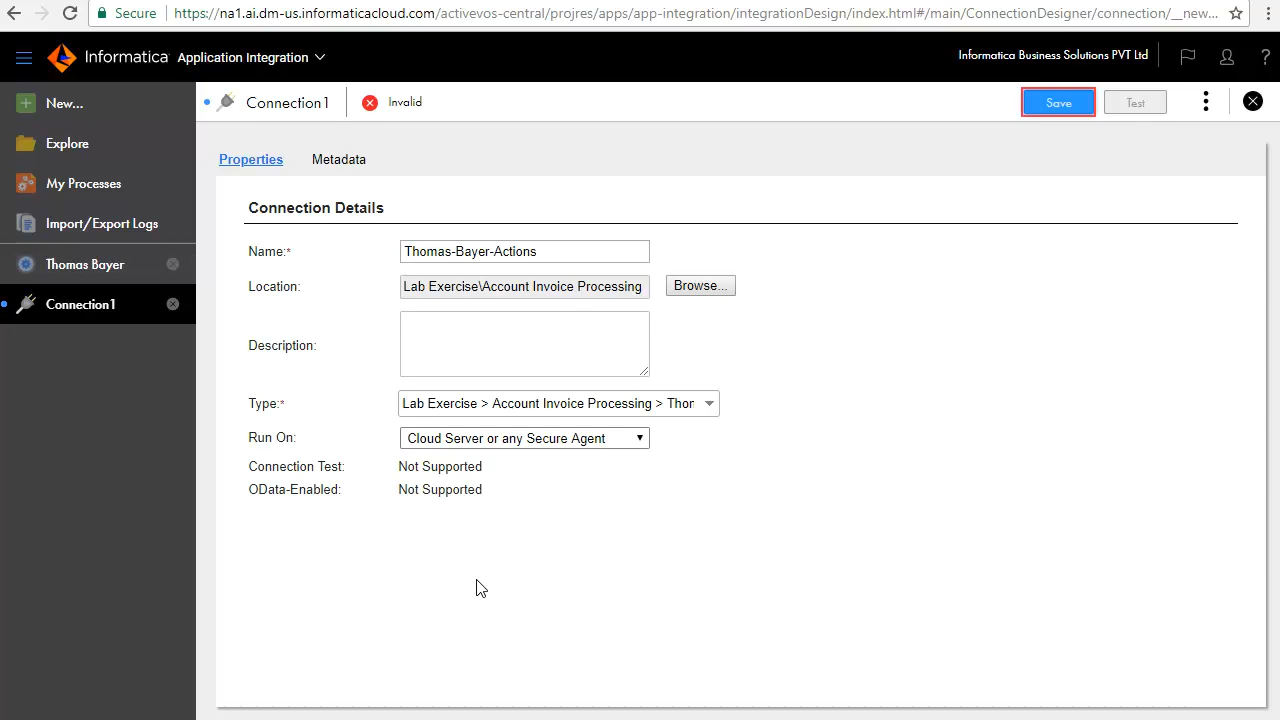 Secure https://na1.ai.dm-us.informaticacloud.com/activevos-central/projres/apps/app-integration/integrationDesign/index.html#/main/ConnectionDesigner/connection/__new...
Informatica Application Integration
Informatica Business Solutions PVT Ltd
?
New...
Explore
My Processes
Import/Export Logs
Thomas Bayer
Connection1
Connection1 Invalid
Save Test
Properties Metadata
Connection Details
Name:* Thomas-Bayer-Actions
Location: Lab Exercise\Account Invoice Processing Browse...
Description:
Type:* Lab Exercise > Account Invoice Processing > Thor
Run On: Cloud Server or any Secure Agent
Connection Test: Not Supported
OData-Enabled: Not Supported